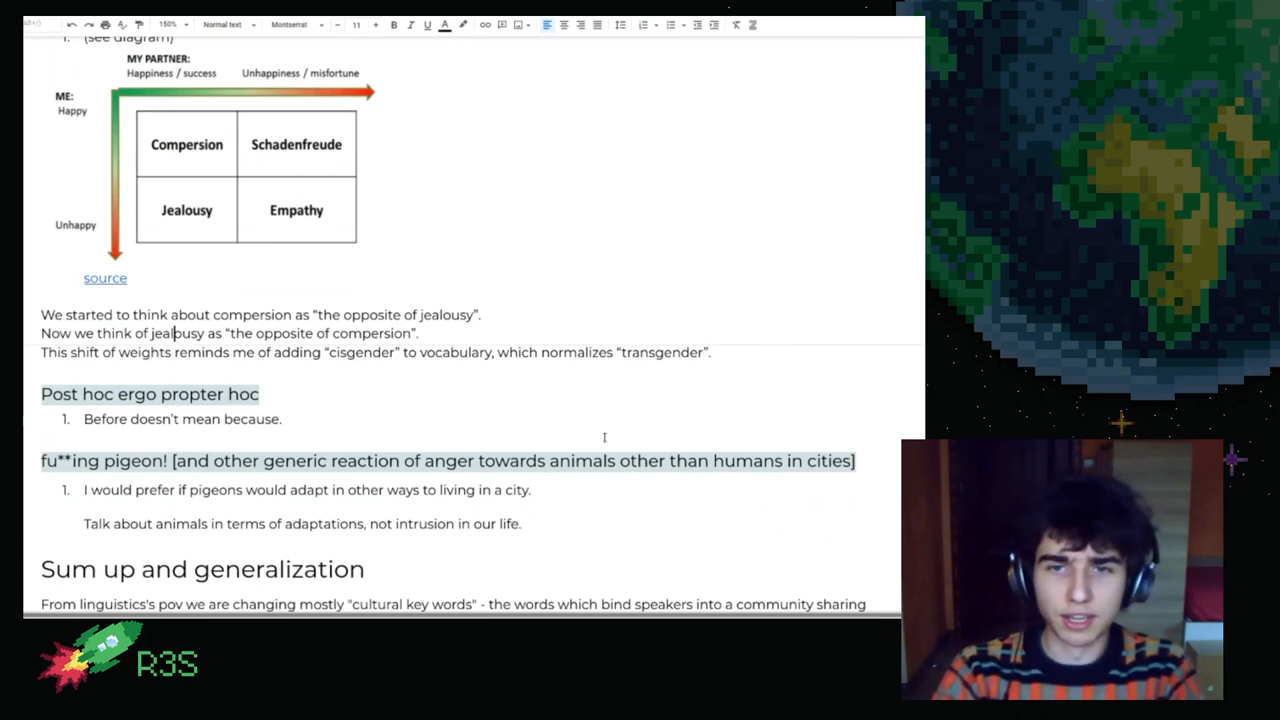 150%
Normal text
Montserrat
11
B I U A
1. (see diagram)
MY PARTNER:
Happiness / success Unhappiness / misfortune
ME:
Happy
Compersion Schadenfreude
Jealousy Empathy
Unhappy
source
We started to think about compersion as “the opposite of jealousy”.
Now we think of jealousy as “the opposite of compersion”.
This shift of weights reminds me of adding “cisgender” to vocabulary, which normalizes “transgender”.
Post hoc ergo propter hoc
1. Before doesn’t mean because.
fu**ing pigeon! [and other generic reaction of anger towards animals other than humans in cities]
1. I would prefer if pigeons would adapt in other ways to living in a city.
Talk about animals in terms of adaptations, not intrusion in our life.
Sum up and generalization
From linguistics's pov we are changing mostly "cultural key words" - the words which bind speakers into a community sharing
R3S